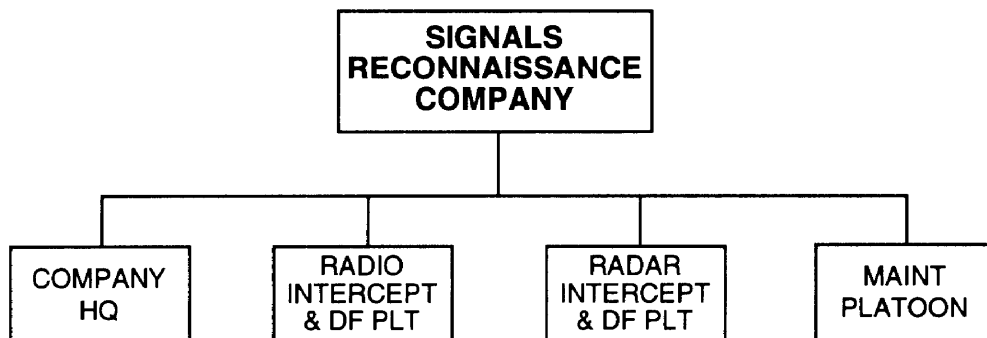 SIGNALS
RECONNAISSANCE
COMPANY
COMPANY
HQ
RADIO
INTERCEPT
& DF PLT
RADAR
INTERCEPT
& DF PLT
MAINT
PLATOON